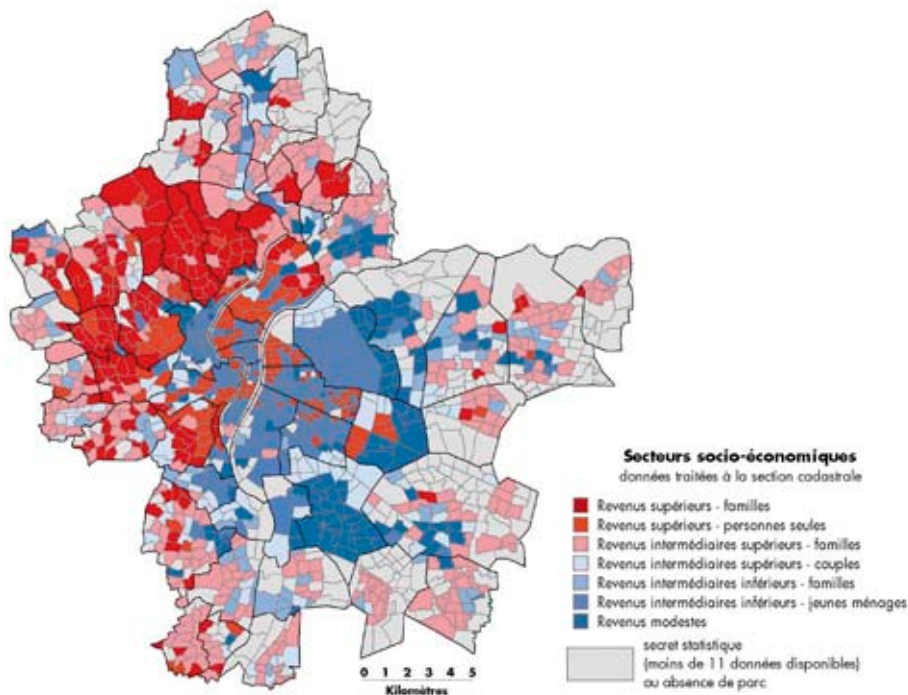 Secteurs socio-économiques
données traitées à la section cadastrale
Revenus supérieurs - familles
Revenus supérieurs - personnes seules
Revenus intermédiaires supérieurs - familles
Revenus intermédiaires supérieurs - couples
Revenus intermédiaires inférieurs - familles
Revenus intermédiaires inférieurs - jeunes ménages
Revenus modestes
secret statistique
(moins de 11 données disponibles)
ou absence de parc
0 1 2 3 4 5
Kilomètres